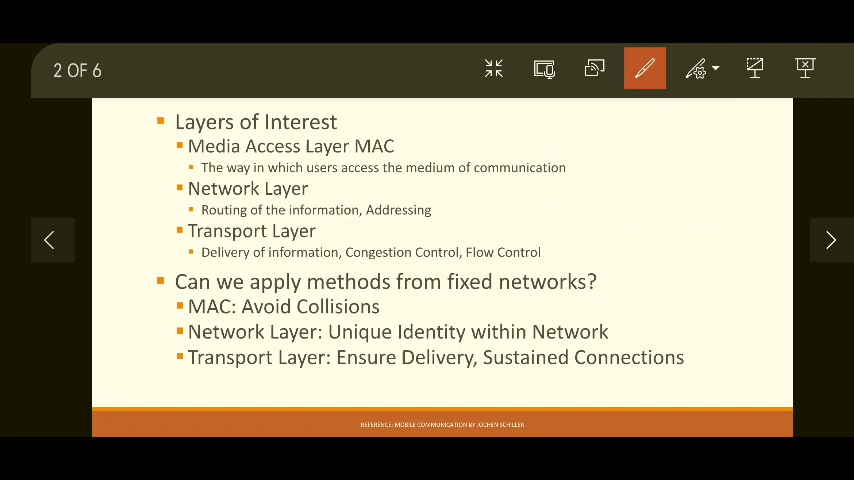 2 OF 6
Layers of Interest
Media Access Layer MAC
The way in which users access the medium of communication
Network Layer
Routing of the information, Addressing
Transport Layer
Delivery of information, Congestion Control, Flow Control
Can we apply methods from fixed networks?
MAC: Avoid Collisions
Network Layer: Unique Identity within Network
Transport Layer: Ensure Delivery, Sustained Connections
REFERENCE: MOBILE COMMUNICATION BY JOCHEN SCHILLER